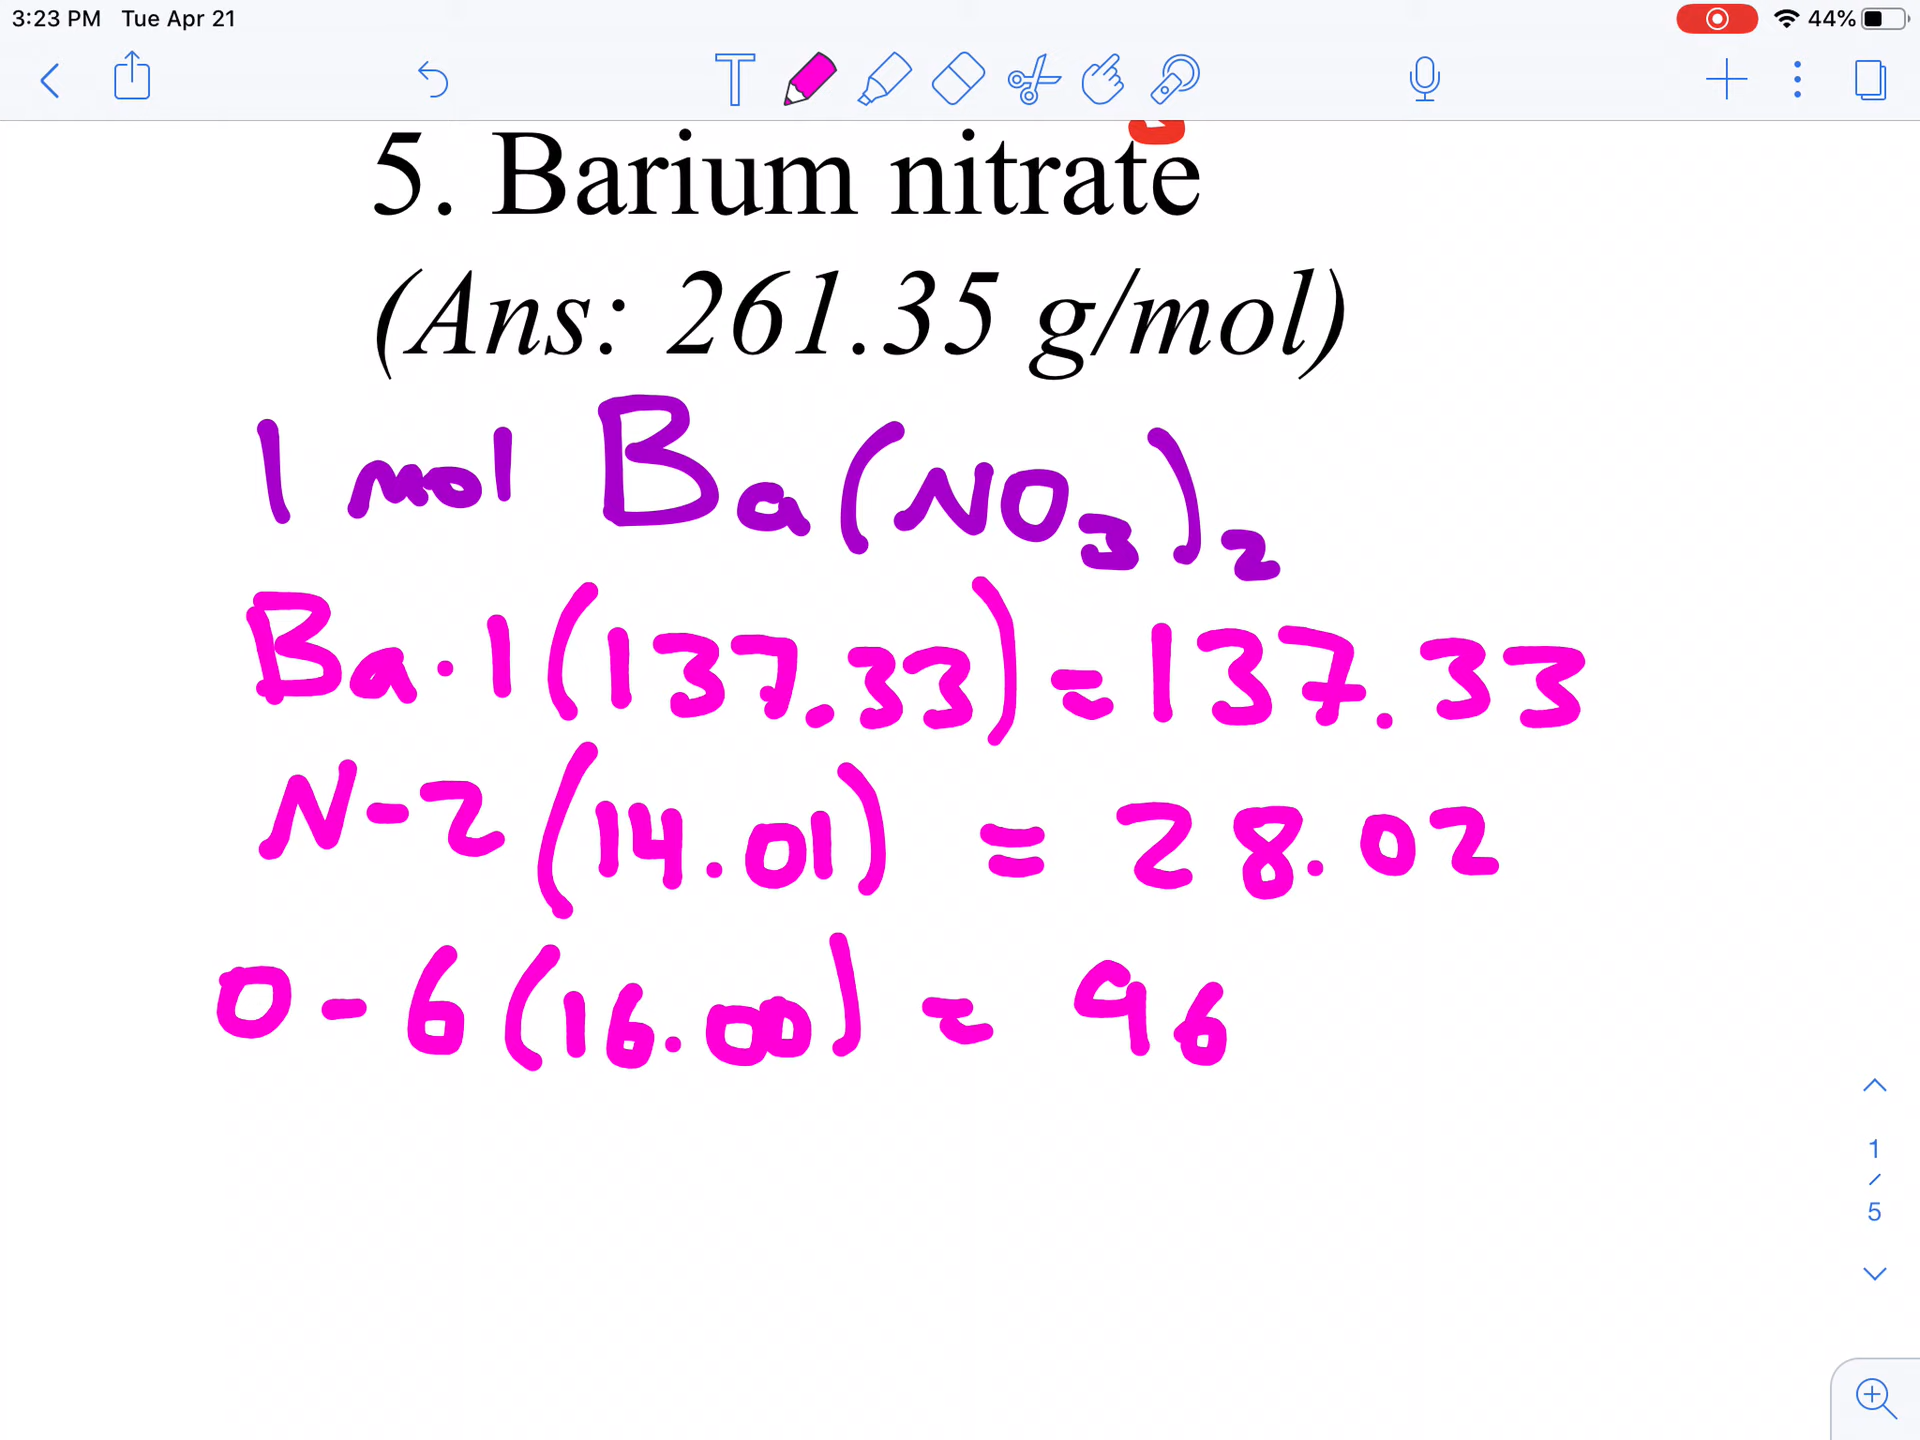 3:23 PM Tue Apr 21 44%
T
5. Barium nitrate
(Ans: 261.35 g/mol)
1 mol Ba(NO3)2
Ba·1(137.33)=137.33
N-2(14.01) = 28.02
O-6(16.00) = 96
1
/
5